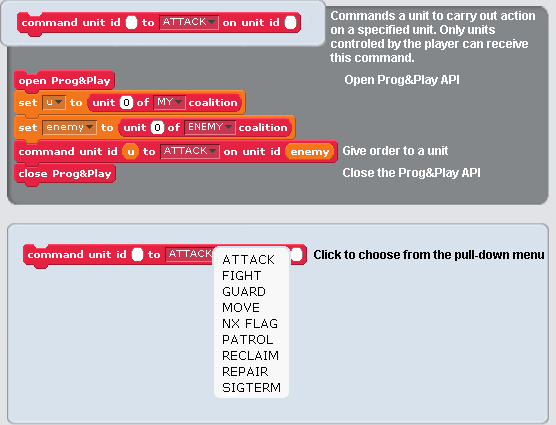 command unit id to ATTACK on unit id
Commands a unit to carry out action
on a specified unit. Only units
controled by the player can receive
this command.
open Prog&Play
Open Prog&Play API
set u to unit 0 of MY coalition
set enemy to unit 0 of ENEMY coalition
command unit id u to ATTACK on unit id enemy
Give order to a unit
close Prog&Play
Close the Prog&Play API
command unit id to ATTACK
Click to choose from the pull-down menu
ATTACK
FIGHT
GUARD
MOVE
NX FLAG
PATROL
RECLAIM
REPAIR
SIGTERM